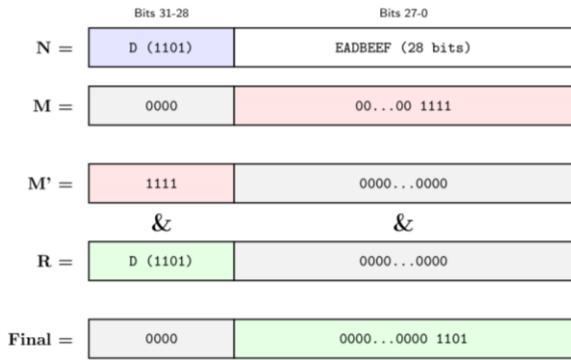 Bits 31-28 Bits 27-0
N = D (1101) EADBEEF (28 bits)
M = 0000 00...00 1111
M' = 1111 0000...0000
& &
R = D (1101) 0000...0000
Final = 0000 0000...0000 1101